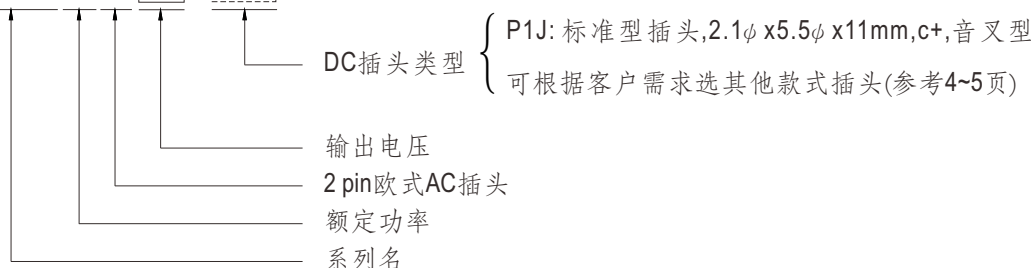 P1J: 标准型插头,2.1φ x5.5φ x11mm,c+,音叉型
DC插头类型
可根据客户需求选其他款式插头(参考4~5页)
输出电压
2 pin欧式AC插头
额定功率
系列名